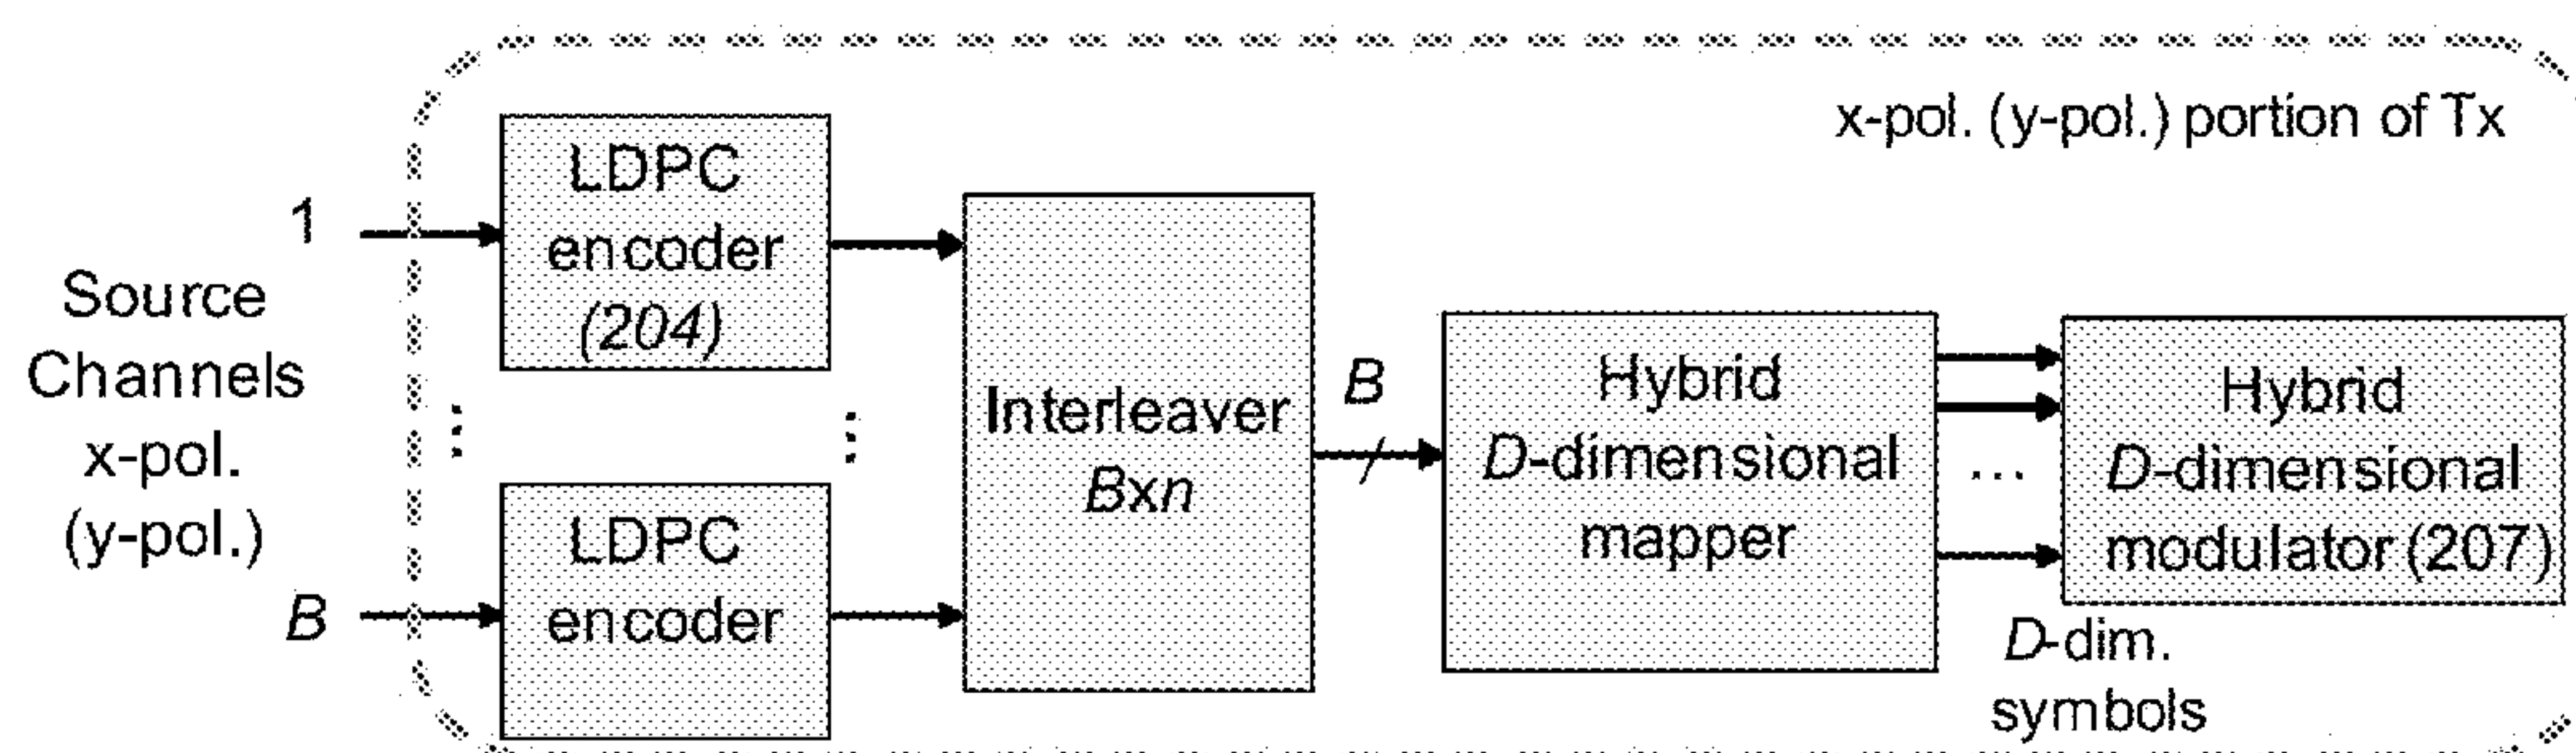 x-pol. (y-pol.) portion of Tx
Source
Channels
x-pol.
(y-pol.)
1
B
LDPC
encoder
(204)
⋮
⋮
LDPC
encoder
Interleaver
Bxn
B
Hybrid
D-dimensional
mapper
...
D-dim.
symbols
Hybrid
D-dimensional
modulator (207)